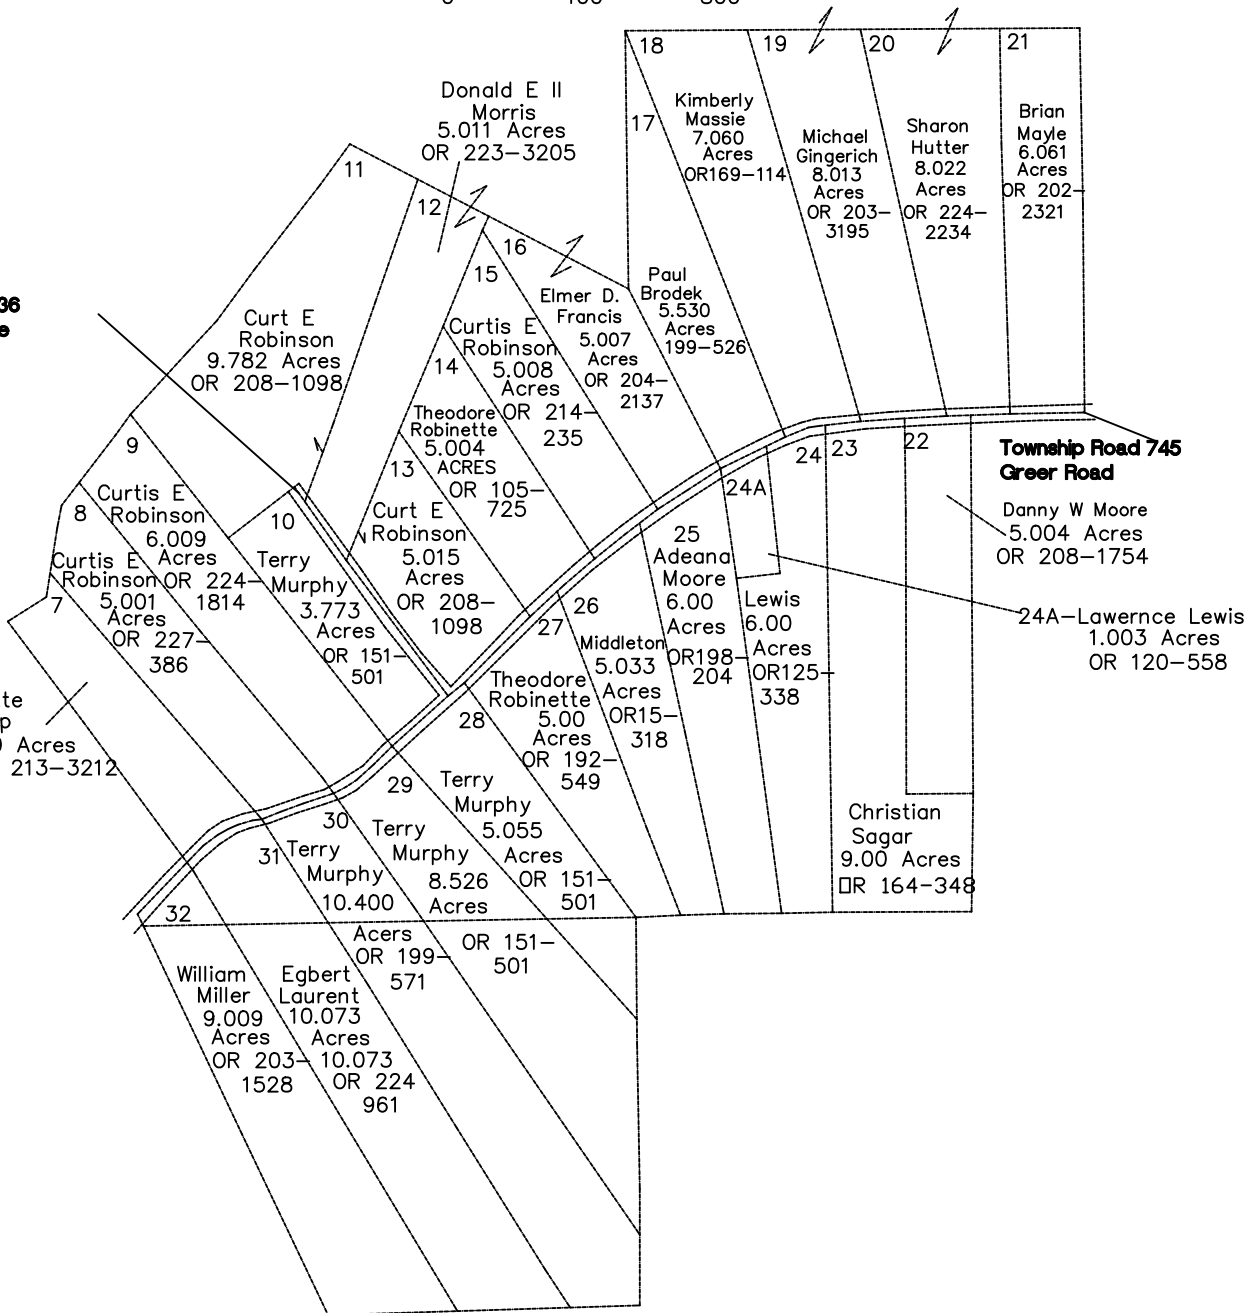 18
19
20
21
Donald E II
Morris
5.011 Acres
OR 223-3205
17
Kimberly
Massie
7.060
Acres
OR169-114
Michael
Gingerich
8.013
Acres
OR 203-
3195
Sharon
Hutter
8.022
Acres
OR 224-
2234
Brian
Mayle
6.061
Acres
OR 202-
2321
11
12
16
15
Paul
Brodek
5.530
Acres
199-526
Elmer D.
Francis
5.007
Acres
OR 204-
2137
36
Curt E
Robinson
9.782 Acres
OR 208-1098
Curtis E
Robinson
5.008
Acres
OR 214-
235
14
Theodore
Robinette
5.004
ACRES
OR 105-
725
13
Curt E
Robinson
5.015
Acres
OR 208-
1098
9
Curtis E
Robinson
6.009
Acres
OR 224-
1814
8
Curtis E
Robinson
5.001
Acres
OR 227-
386
7
10
Terry
Murphy
3.773
Acres
OR 151-
501
24
23
22
24A
Township Road 745
Greer Road
Danny W Moore
5.004 Acres
OR 208-1754
24A-Lawernce Lewis
1.003 Acres
OR 120-558
25
Adeana
Moore
6.00
Acres
OR198-
204
Lewis
6.00
Acres
OR125-
338
26
27
Middleton
5.033
Acres
OR15-
318
28
Theodore
Robinette
5.00
Acres
OR 192-
549
Acres
213-3212
29
Terry
Murphy
5.055
Acres
OR 151-
501
30
Terry
Murphy
8.526
Acres
OR 151-
501
31
Terry
Murphy
10.400
Acers
OR 199-
571
32
Christian
Sagar
9.00 Acres
OR 164-348
William
Miller
9.009
Acres
OR 203-
1528
Egbert
Laurent
10.073
Acres
10.073
OR 224
961